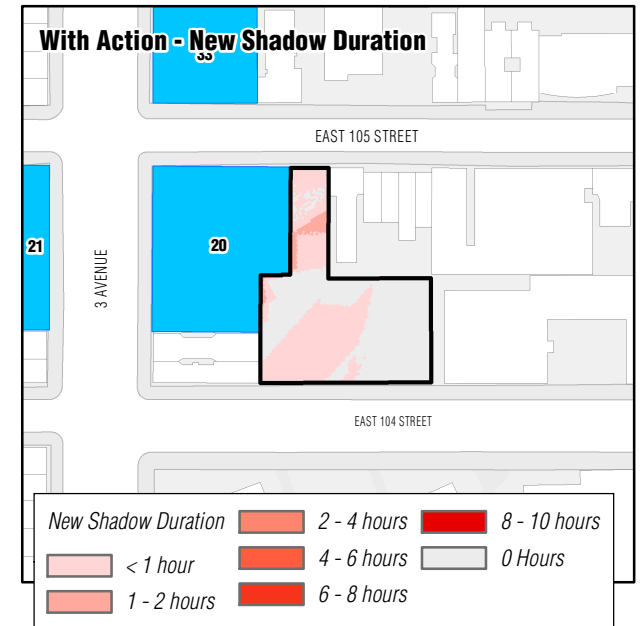 With Action - New Shadow Duration
33
EAST 105 STREET
21
20
3 AVENUE
EAST 104 STREET
New Shadow Duration
< 1 hour
1 - 2 hours
2 - 4 hours
4 - 6 hours
6 - 8 hours
8 - 10 hours
0 Hours